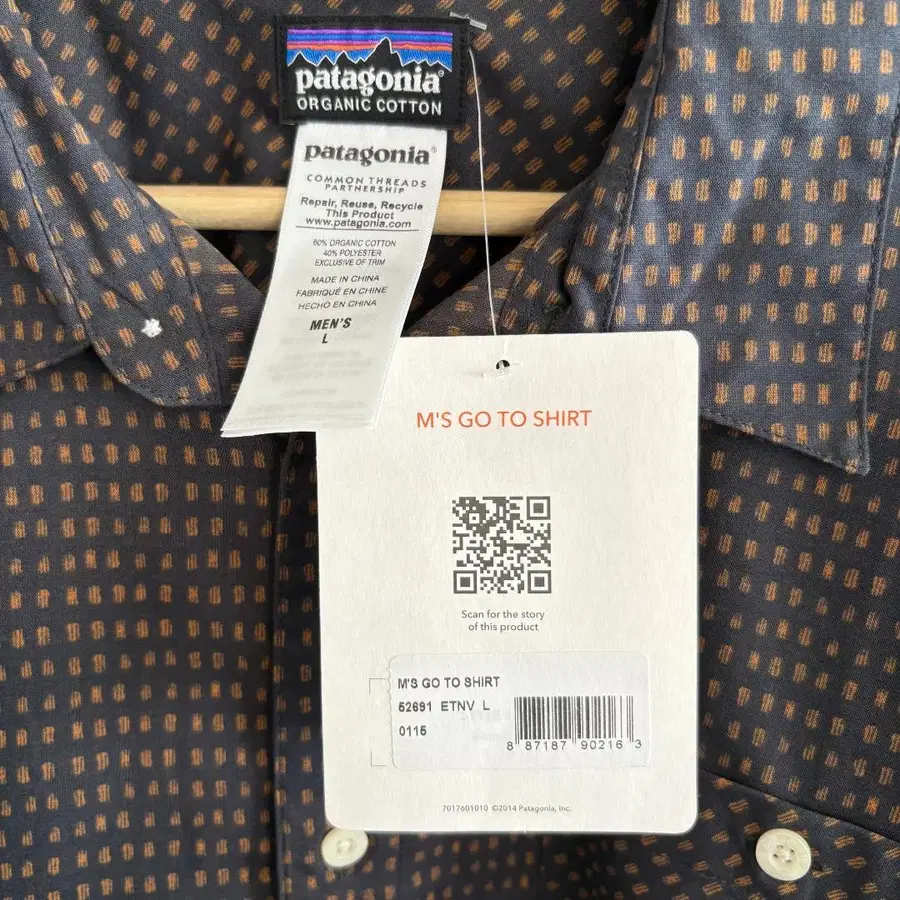 patagonia®
ORGANIC COTTON
patagonia®
COMMON THREADS
PARTNERSHIP
Repair, Reuse, Recycle
This Product
www.patagonia.com
60% ORGANIC COTTON
40% POLYESTER
EXCLUSIVE OF TRIM
MADE IN CHINA
FABRIQUÉ EN CHINE
HECHO EN CHINA
MEN'S
L
M'S GO TO SHIRT
Scan for the story
of this product
M'S GO TO SHIRT
52691 ETNV L
0115
8 87187 90216 3
7017601010 ©2014 Patagonia, Inc.